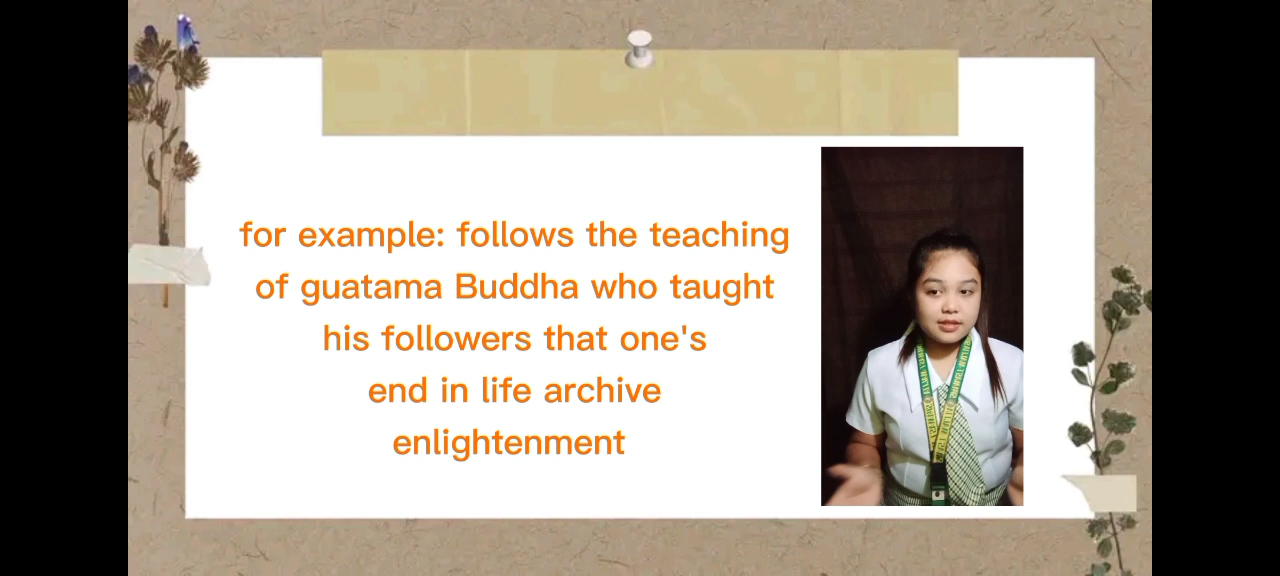 for example: follows the teaching
of guatama Buddha who taught
his followers that one's
end in life archive
enlightenment